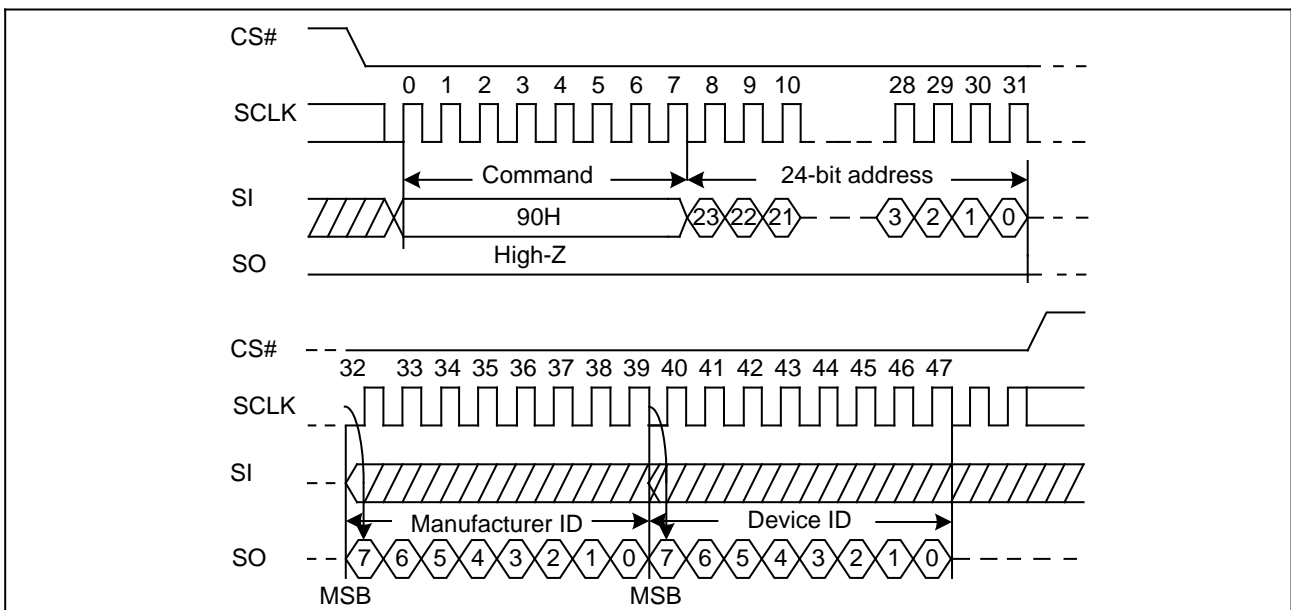 CS#
0 1 2 3 4 5 6 7 8 9 10 28 29 30 31
SCLK
Command 24-bit address
SI
90H 23 22 21 3 2 1 0
High-Z
SO
CS#
32 33 34 35 36 37 38 39 40 41 42 43 44 45 46 47
SCLK
SI
Manufacturer ID Device ID
SO 7 6 5 4 3 2 1 0 7 6 5 4 3 2 1 0
MSB MSB